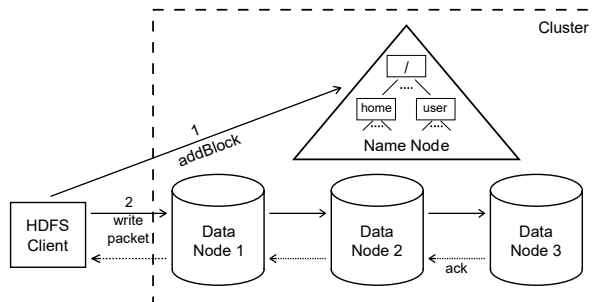 Cluster
/
....
home
user
....
....
Name Node
1
addBlock
HDFS
Client
2
write
packet
Data
Node 1
Data
Node 2
Data
Node 3
ack